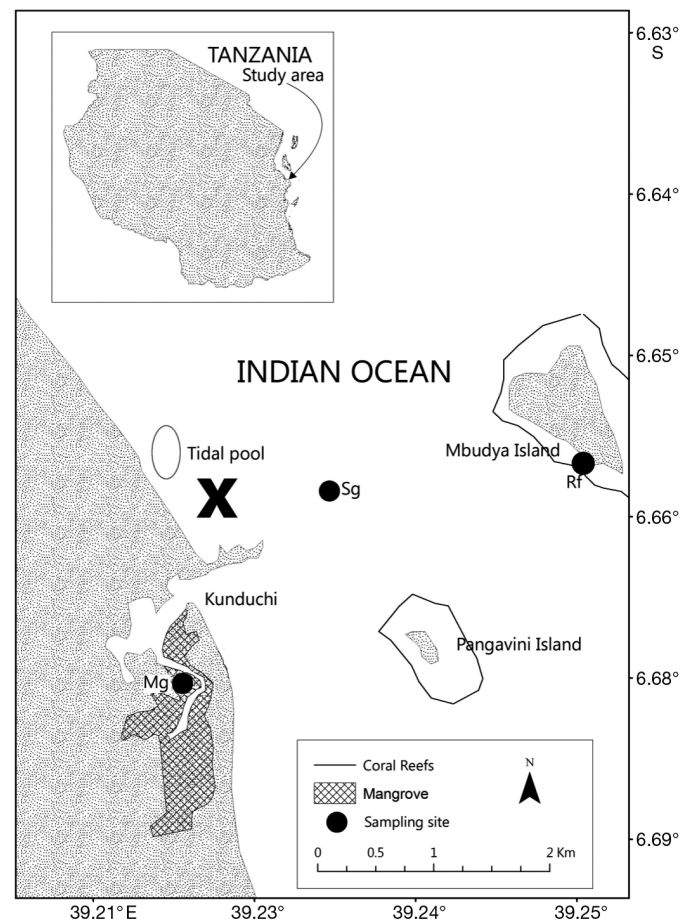 TANZANIA
Study area
6.63°
S
6.64°
6.65°
INDIAN OCEAN
Mbudya Island
Tidal pool
Rf
X
Sg
6.66°
Kunduchi
Pangavini Island
Mg
6.68°
Coral Reefs
N
Mangrove
Sampling site
0 0.5 1 2 Km
6.69°
39.21° E 39.23° 39.24° 39.25°